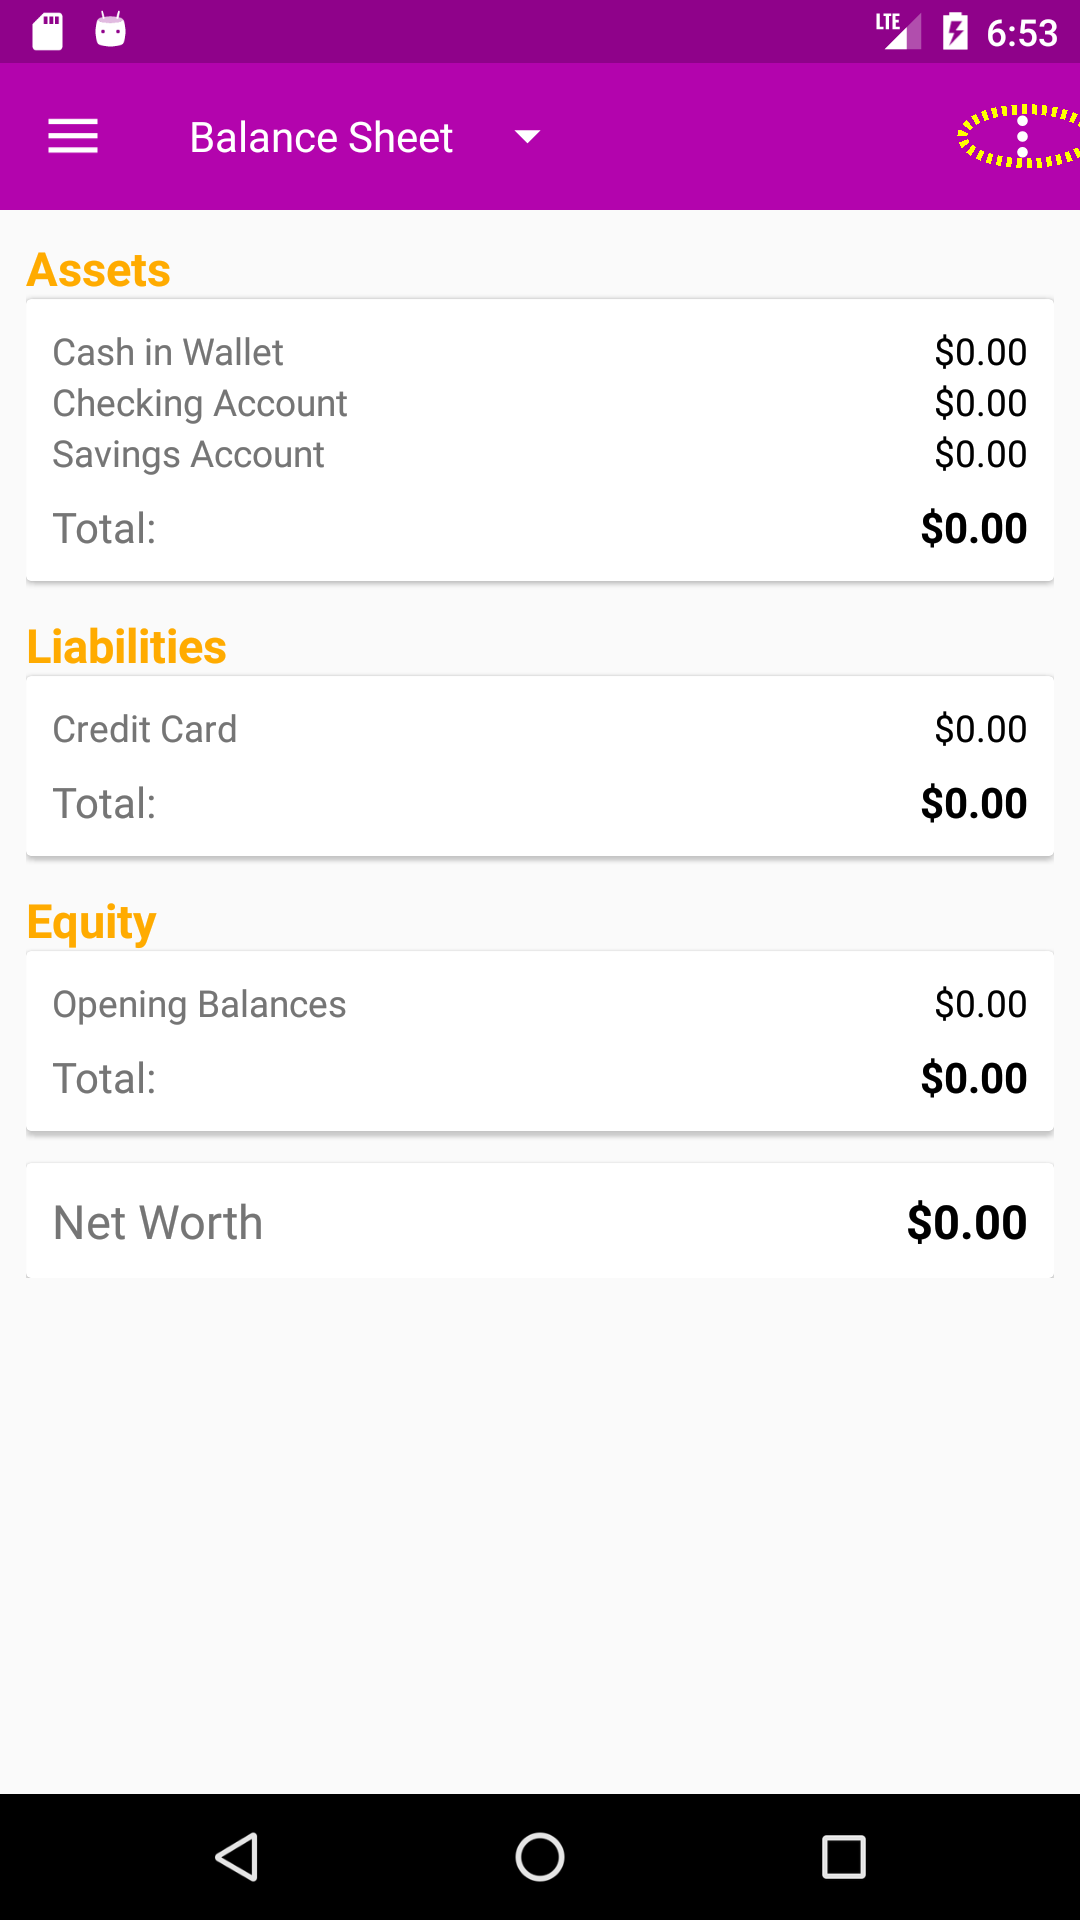 LTE 6:53
Balance Sheet
Assets
Cash in Wallet $0.00
Checking Account $0.00
Savings Account $0.00
Total: $0.00
Liabilities
Credit Card $0.00
Total: $0.00
Equity
Opening Balances $0.00
Total: $0.00
Net Worth $0.00